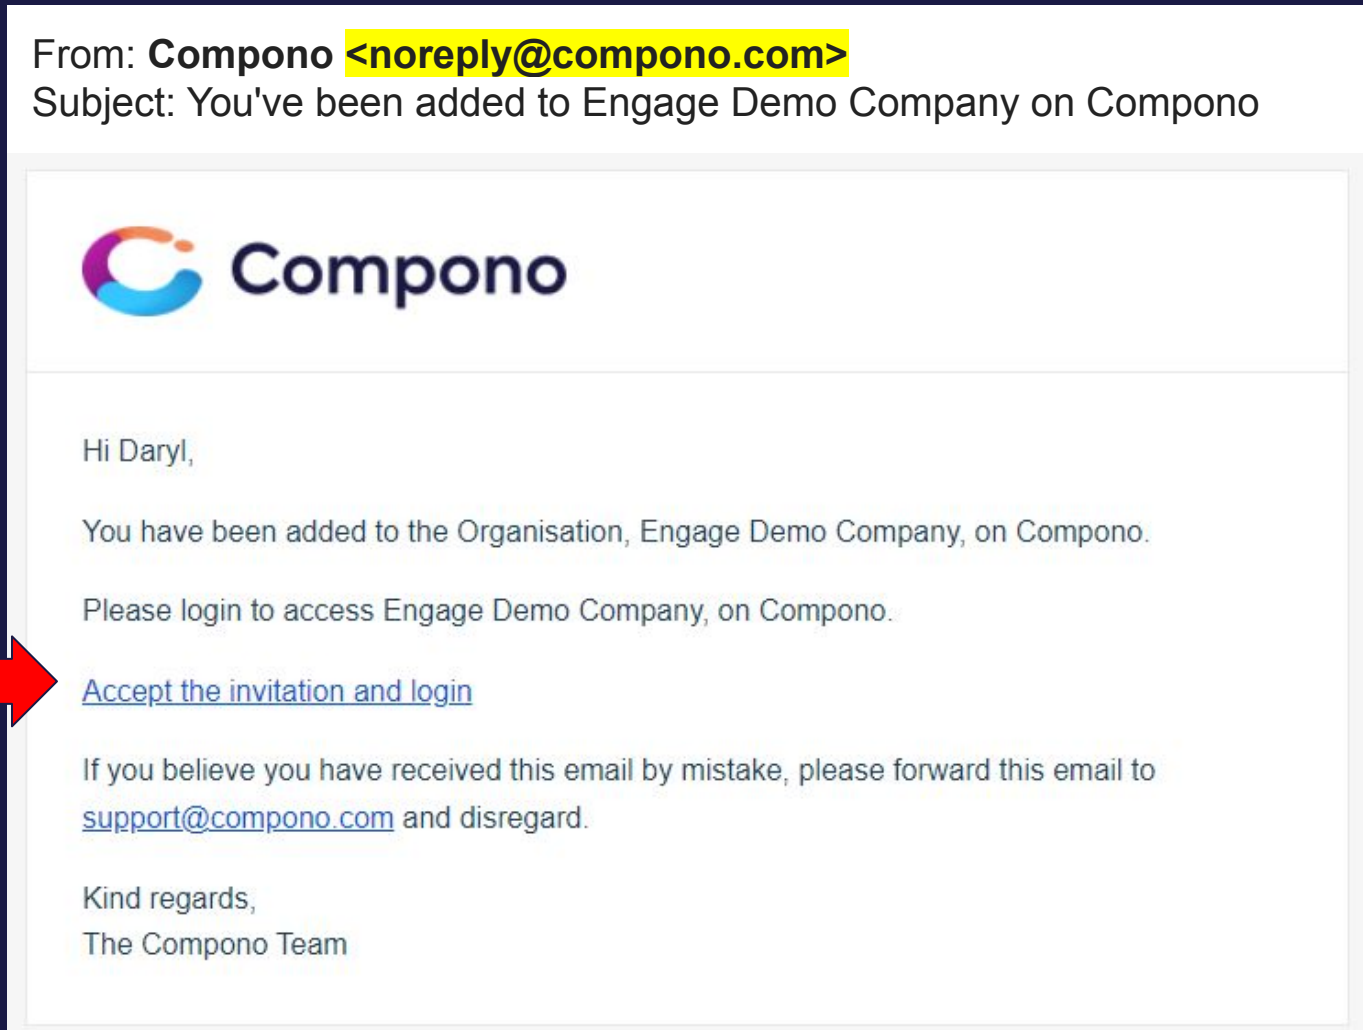 From: Compono <noreply@compono.com>
Subject: You've been added to Engage Demo Company on Compono
Compono
Hi Daryl,
You have been added to the Organisation, Engage Demo Company, on Compono.
Please login to access Engage Demo Company, on Compono.
Accept the invitation and login
If you believe you have received this email by mistake, please forward this email to
support@compono.com and disregard.
Kind regards,
The Compono Team